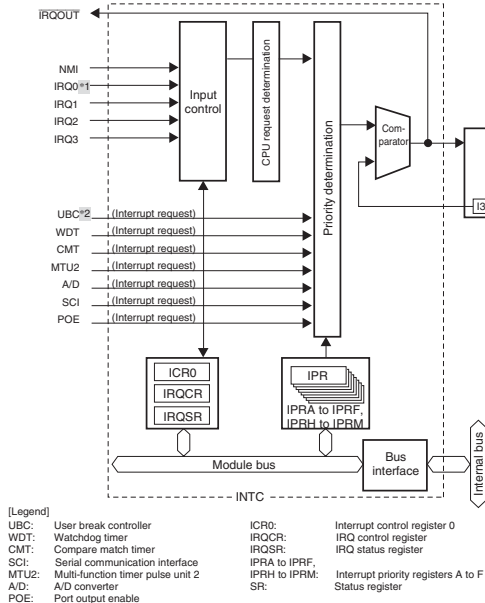 IRQOUT
NMI
IRQ0*1
IRQ1
IRQ2
IRQ3
Input
control
CPU request determination
Priority determination
Com-
parator
I3
UBC*2 (Interrupt request)
WDT (Interrupt request)
CMT (Interrupt request)
MTU2 (Interrupt request)
A/D (Interrupt request)
SCI (Interrupt request)
POE (Interrupt request)
ICR0
IRQCR
IRQSR
IPR
IPRA to IPRF,
IPRH to IPRM
Module bus
Bus
interface
Internal bus
INTC
[Legend]
UBC: User break controller
WDT: Watchdog timer
CMT: Compare match timer
SCI: Serial communication interface
MTU2: Multi-function timer pulse unit 2
A/D: A/D converter
POE: Port output enable
ICR0: Interrupt control register 0
IRQCR: IRQ control register
IRQSR: IRQ status register
IPRA to IPRF,
IPRH to IPRM: Interrupt priority registers A to F
SR: Status register